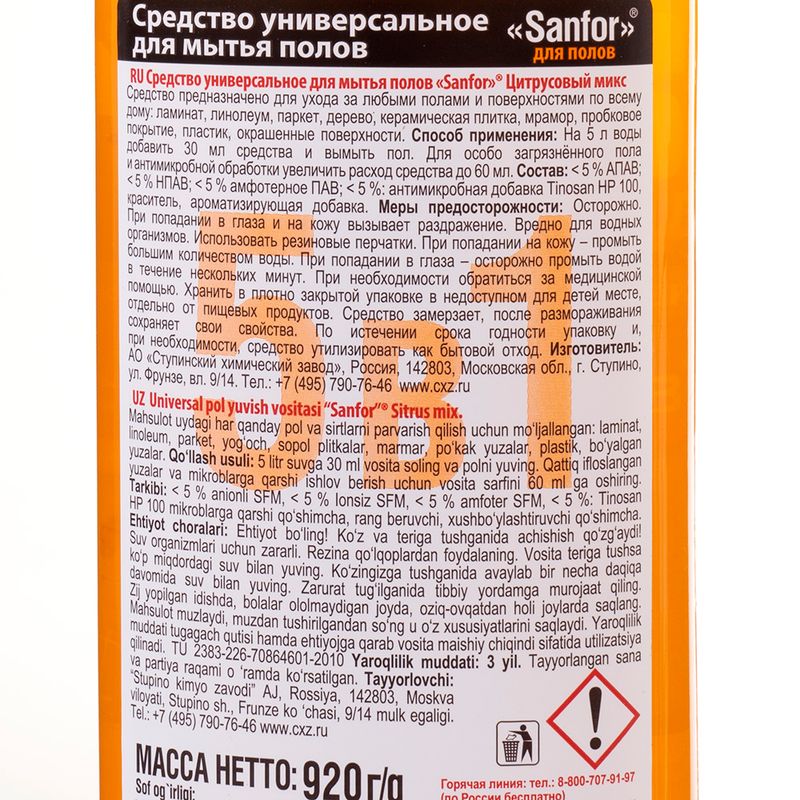 Средство универсальное
для мытья полов
«Sanfor»®
для полов
RU Средство универсальное для мытья полов «Sanfor»® Цитрусовый микс
Средство предназначено для ухода за любыми полами и поверхностями по всему
дому: ламинат, линолеум, паркет, дерево, керамическая плитка, мрамор, пробковое
покрытие, пластик, окрашенные поверхности. Способ применения: На 5 л воды
добавить 30 мл средства и вымыть пол. Для особо загрязнённого пола
и антимикробной обработки увеличить расход средства до 60 мл. Состав: < 5 % АПАВ;
< 5 % НПАВ; < 5 % амфотерное ПАВ; < 5 %: антимикробная добавка Tinosan HP 100,
краситель, ароматизирующая добавка. Меры предосторожности: Осторожно.
При попадании в глаза и на кожу вызывает раздражение. Вредно для водных
организмов. Использовать резиновые перчатки. При попадании на кожу – промыть
большим количеством воды. При попадании в глаза – осторожно промыть водой
в течение нескольких минут. При необходимости обратиться за медицинской
помощью. Хранить в плотно закрытой упаковке в недоступном для детей месте,
отдельно от пищевых продуктов. Средство замерзает, после размораживания
сохраняет свои свойства. По истечении срока годности упаковку и,
при необходимости, средство утилизировать как бытовой отход. Изготовитель:
АО «Ступинский химический завод», Россия, 142803, Московская обл., г. Ступино,
ул. Фрунзе, вл. 9/14. Тел.: +7 (495) 790-76-46 www.cxz.ru
5в1
UZ Universal pol yuvish vositasi “Sanfor”® Sitrus mix.
Mahsulot uydagi har qanday pol va sirtlarni parvarish qilish uchun mo‘ljallangan: laminat,
linoleum, parket, yog‘och, sopol plitkalar, marmar, po‘kak yuzalar, plastik, bo‘yalgan
yuzalar. Qo‘llash usuli: 5 litr suvga 30 ml vosita soling va polni yuving. Qattiq ifloslangan
yuzalar va mikroblarga qarshi ishlov berish uchun vosita sarfini 60 ml ga oshiring.
Tarkibi: < 5 % anionli SFM, < 5 % Ionsiz SFM, < 5 % amfoter SFM, < 5 %: Tinosan
HP 100 mikroblarga qarshi qo‘shimcha, rang beruvchi, xushbo‘ylashtiruvchi qo‘shimcha.
Ehtiyot choralari: Ehtiyot bo‘ling! Ko‘z va teriga tushganda achishish qo‘zg‘aydi!
Suv organizmlari uchun zararli. Rezina qo‘lqoplardan foydalaning. Vosita teriga tushsa
ko‘p miqdordagi suv bilan yuving. Ko‘zingizga tushganida avaylab bir necha daqiqa
davomida suv bilan yuving. Zarurat tug‘ilganida tibbiy yordamga murojaat qiling.
Zij yopilgan idishda, bolalar ololmaydigan joyda, oziq-ovqatdan holi joylarda saqlang.
Mahsulot muzlaydi, muzdan tushirilgandan so‘ng u o‘z xususiyatlarini saqlaydi. Yaroqlilik
muddati tugagach qutisi hamda ehtiyojga qarab vosita maishiy chiqindi sifatida utilizatsiya
qilinadi. TU 2383-226-70864601-2010 Yaroqlilik muddati: 3 yil. Tayyorlangan sana
va partiya raqami o ‘ramda ko‘rsatilgan. Tayyorlovchi:
“Stupino kimyo zavodi” AJ, Rossiya, 142803, Moskva
viloyati, Stupino sh., Frunze ko ‘chasi, 9/14 mulk egaligi.
Tel.: +7 (495) 790-76-46 www.cxz.ru
МАССА НЕТТО: 920 г/g
Sof og‘irligi:
Горячая линия: тел.: 8-800-707-91-97
(по России бесплатно)